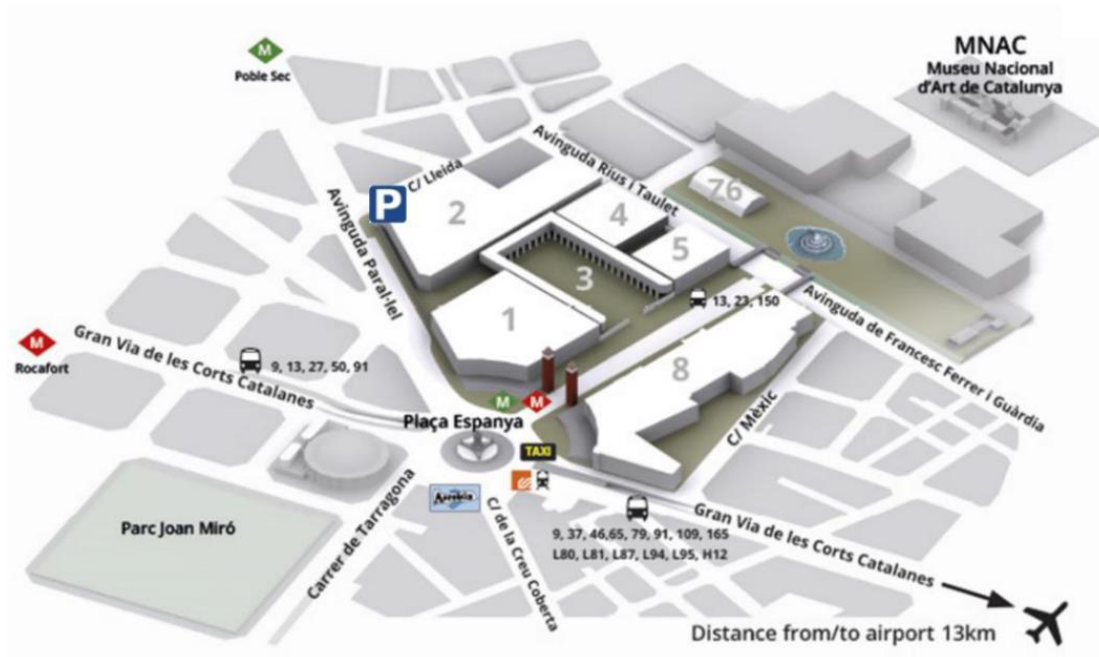 M
Poble Sec
MNAC
Museu Nacional
d'Art de Catalunya
Avinguda Rius i Taulet
C/ Lleida
P
2
4
76
5
3
1
8
Avinguda Paral·lel
13, 23, 150
Avinguda de Francesc Ferrer i Guàrdia
M
Rocafort
Gran Via de les Corts Catalanes
9, 13, 27, 50, 91
M
M
Plaça Espanya
TAXI
C/ Mèxic
Parc Joan Miró
Carrer de Tarragona
C/ de la Creu Coberta
9, 37, 46,65, 79, 91, 109, 165
L80, L81, L87, L94, L95, H12
Gran Via de les Corts Catalanes
Distance from/to airport 13km